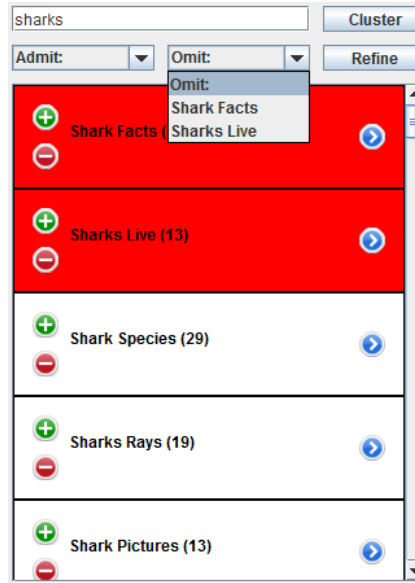 sharks Cluster
Admit: Omit: Refine
Omit:
Shark Facts
Shark Facts ( Sharks Live
Sharks Live (13)
Shark Species (29)
Sharks Rays (19)
Shark Pictures (13)